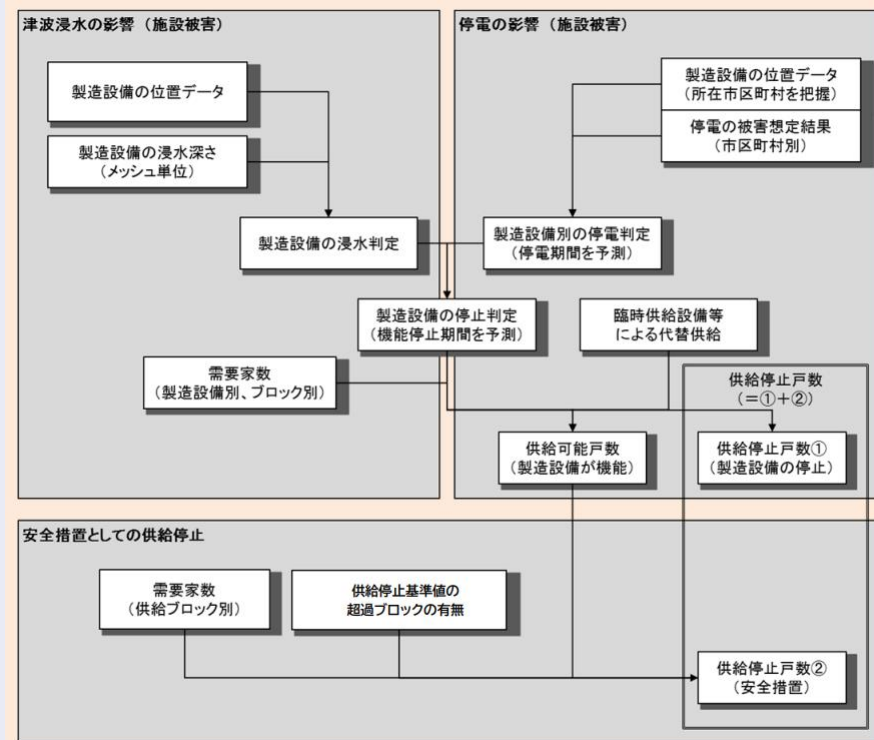 津波浸水の影響（施設被害）
製造設備の位置データ
製造設備の浸水深さ
（メッシュ単位）
製造設備の浸水判定
停電の影響（施設被害）
製造設備の位置データ
（所在市区町村を把握）
停電の被害想定結果
（市区町村別）
製造設備別の停電判定
（停電期間を予測）
製造設備の停止判定
（機能停止期間を予測）
臨時供給設備等
による代替供給
需要家数
（製造設備別、ブロック別）
供給停止戸数
（＝①＋②）
供給可能戸数
（製造設備が機能）
供給停止戸数①
（製造設備の停止）
安全措置としての供給停止
需要家数
（供給ブロック別）
供給停止基準値の
超過ブロックの有無
供給停止戸数②
（安全措置）